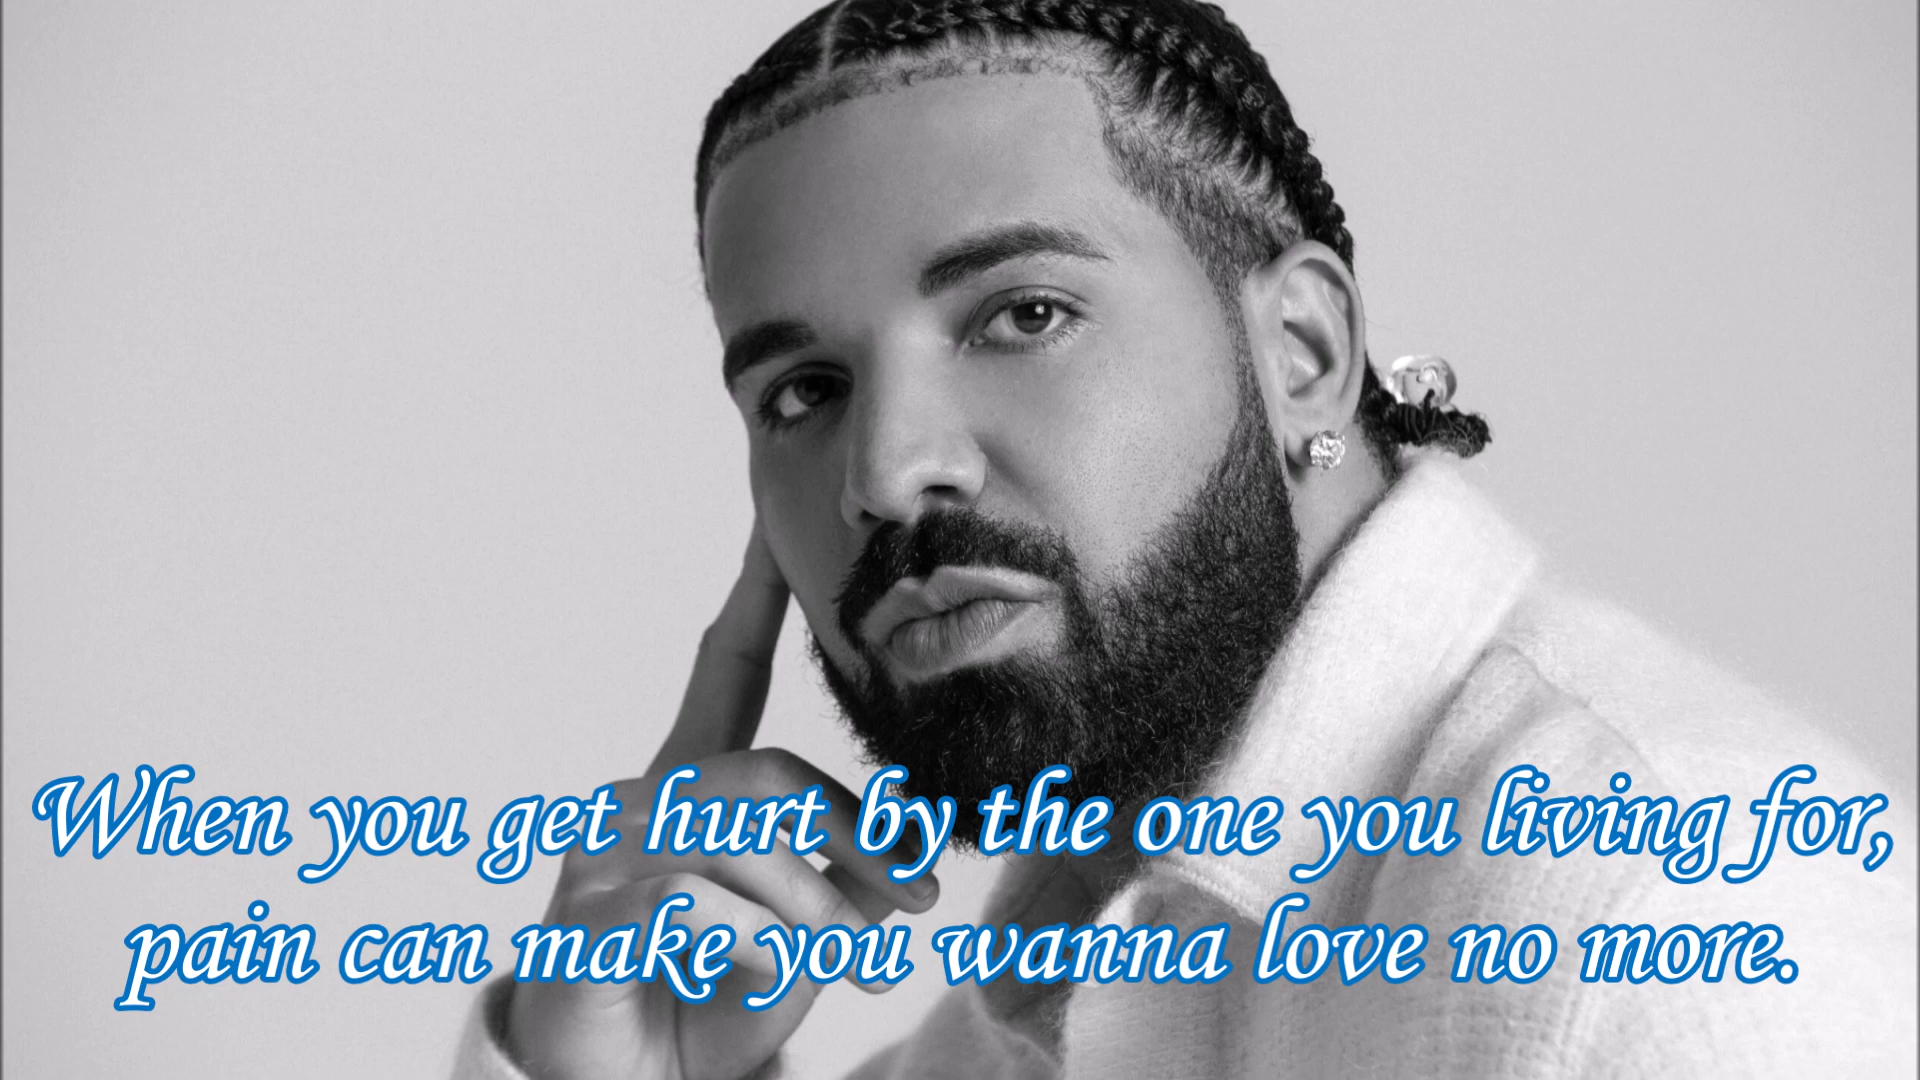 When you get hurt by the one you living for,
pain can make you wanna love no more.